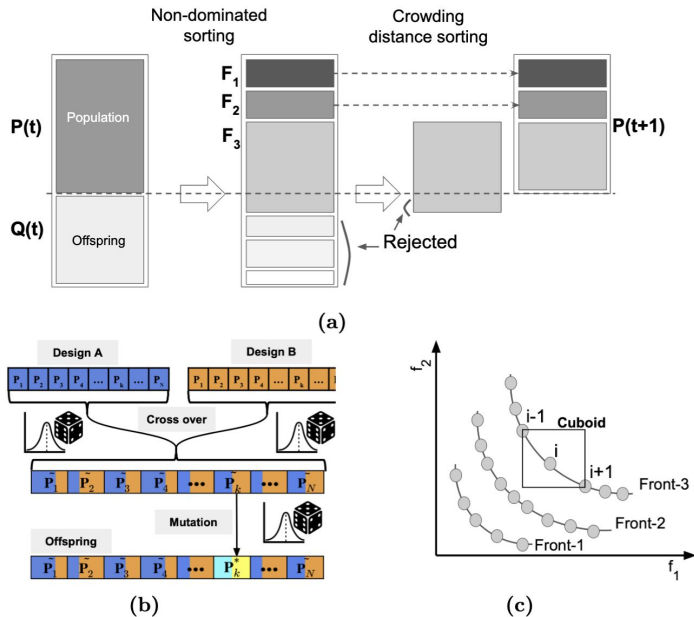 Non-dominated
sorting
Crowding
distance sorting
P(t)
Population
Q(t)
Offspring
F1
F2
F3
P(t+1)
Rejected
(a)
Design A
Design B
P1 P2 P3 P4 ... Pk ... PN
P1 P2 P3 P4 ... Pk ... P
Cross over
P̃1 P̃2 P̃3 P̃4 ••• P̃k ••• P̃N
Mutation
Offspring
P̃1 P̃2 P̃3 P̃4 ••• P*k ••• P̃N
(b)
f2
i-1
Cuboid
i
i+1
Front-3
Front-2
Front-1
f1
(c)